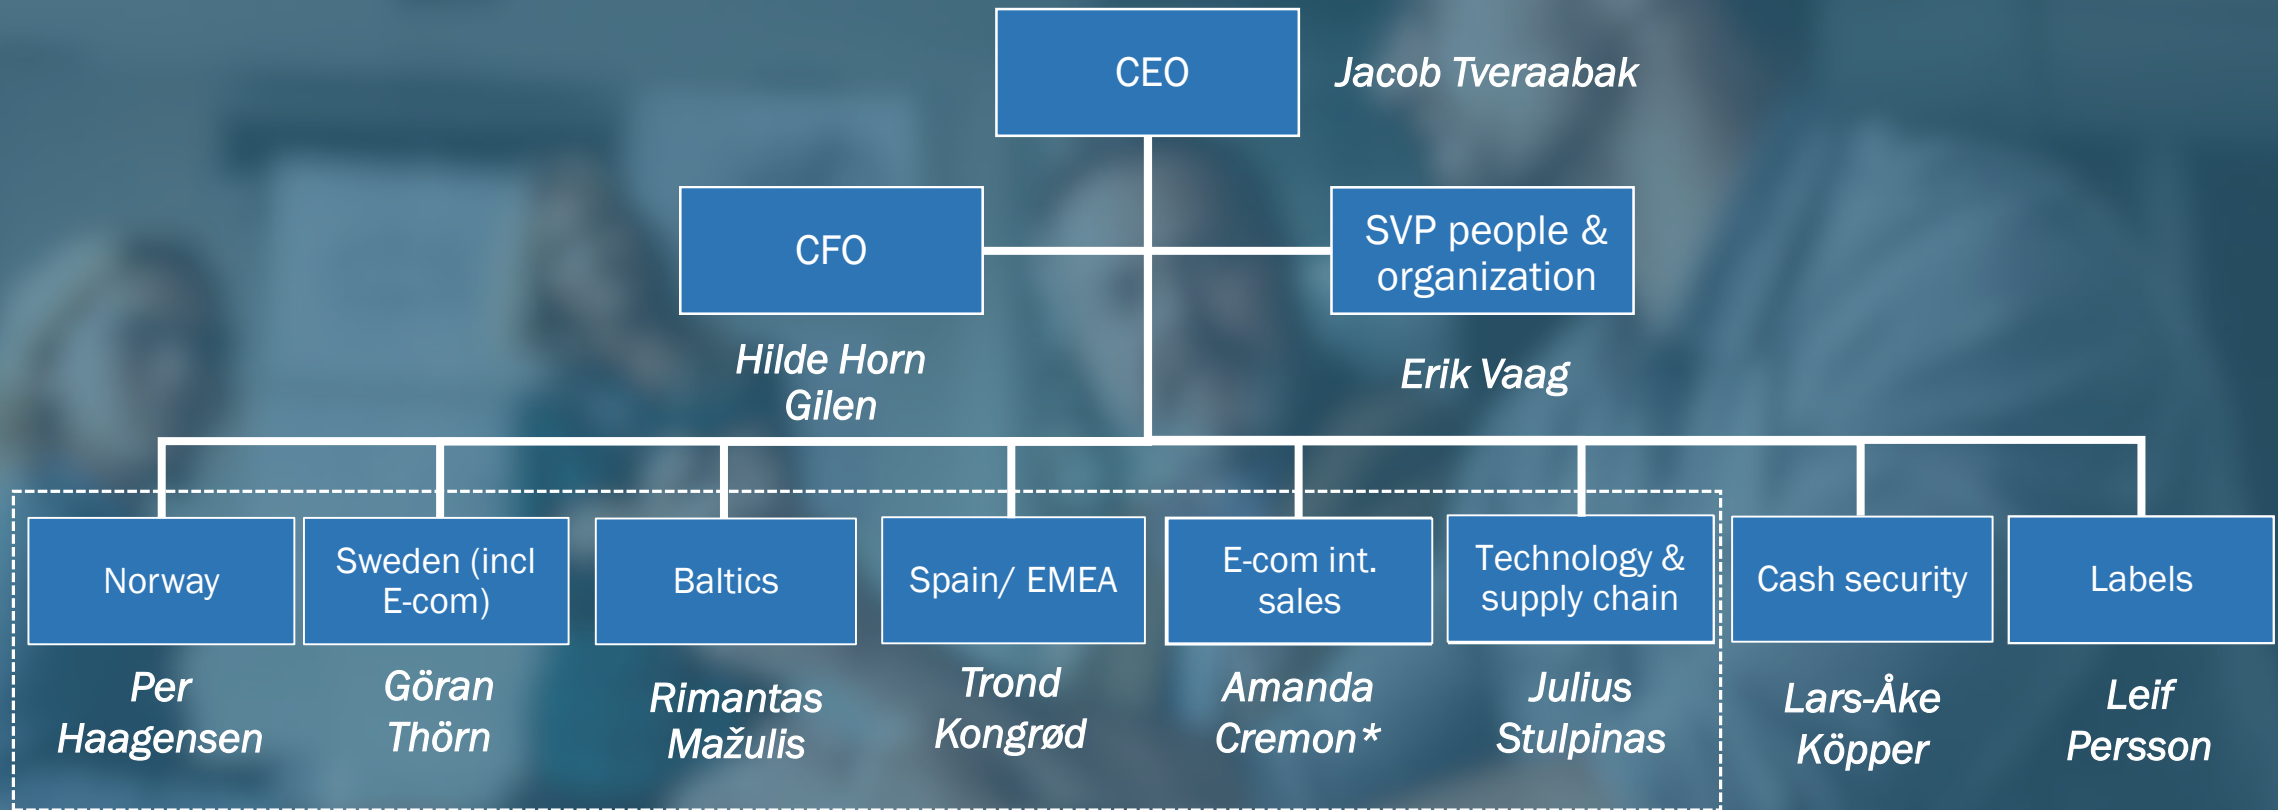 CEO
Jacob Tveraabak
CFO
SVP people &
organization
Hilde Horn
Gilen
Erik Vaag
Norway
Sweden (incl
E-com)
Baltics
Spain/ EMEA
E-com int.
sales
Technology &
supply chain
Cash security
Labels
Per
Haagensen
Göran
Thörn
Rimantas
Mažulis
Trond
Kongrød
Amanda
Cremon*
Julius
Stulpinas
Lars-Åke
Köpper
Leif
Persson